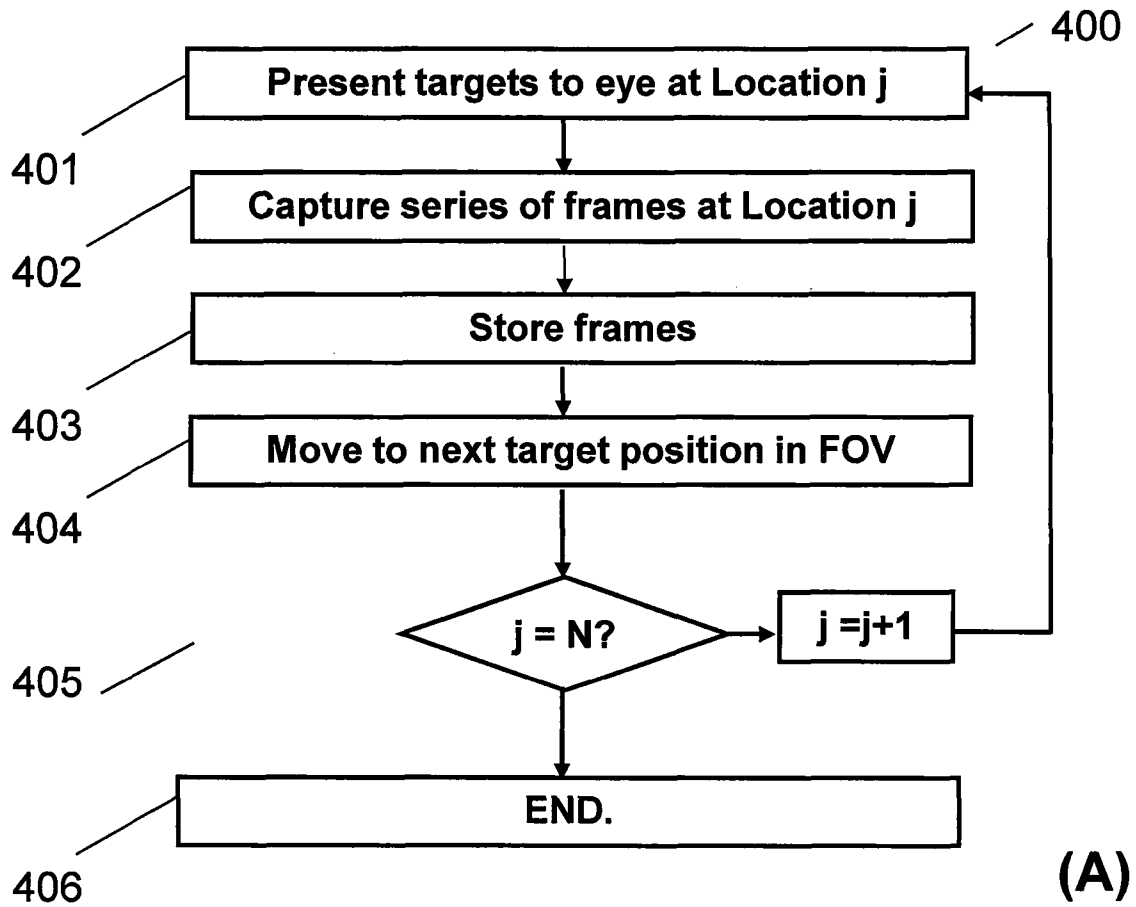 400
Present targets to eye at Location j
401
Capture series of frames at Location j
402
Store frames
403
Move to next target position in FOV
404
j = N?
j =j+1
405
END.
406
(A)